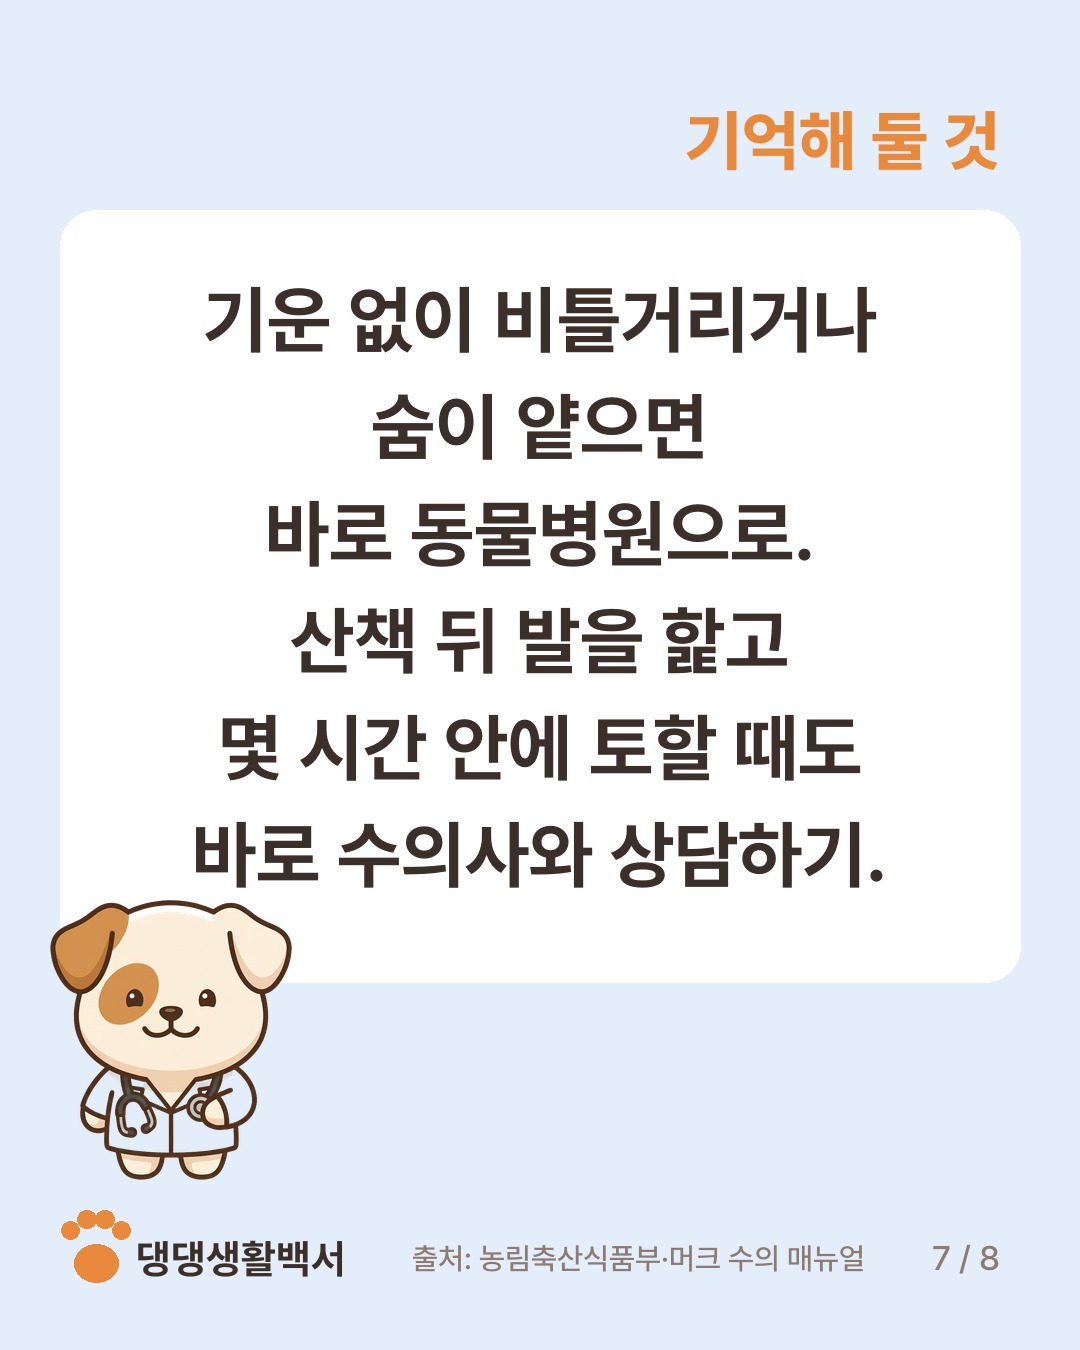 기억해 둘 것
기운 없이 비틀거리거나
숨이 얕으면
바로 동물병원으로.
산책 뒤 발을 핥고
몇 시간 안에 토할 때도
바로 수의사와 상담하기.
댕댕생활백서
출처: 농림축산식품부·머크 수의 매뉴얼
7 / 8